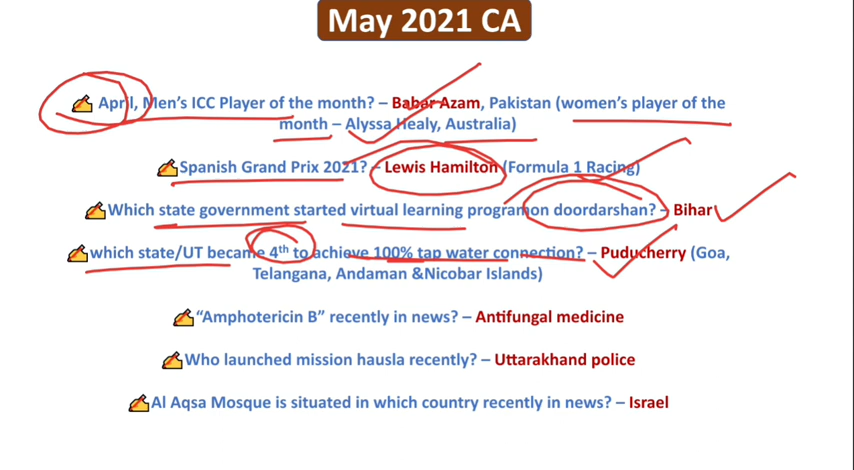 May 2021 CA
April, Men's ICC Player of the month? – Babar Azam, Pakistan (women's player of the
month – Alyssa Healy, Australia)
Spanish Grand Prix 2021? – Lewis Hamilton (Formula 1 Racing)
Which state government started virtual learning program on doordarshan? – Bihar
which state/UT became 4th to achieve 100% tap water connection? – Puducherry (Goa,
Telangana, Andaman &Nicobar Islands)
"Amphotericin B" recently in news? – Antifungal medicine
Who launched mission hausla recently? – Uttarakhand police
Al Aqsa Mosque is situated in which country recently in news? – Israel